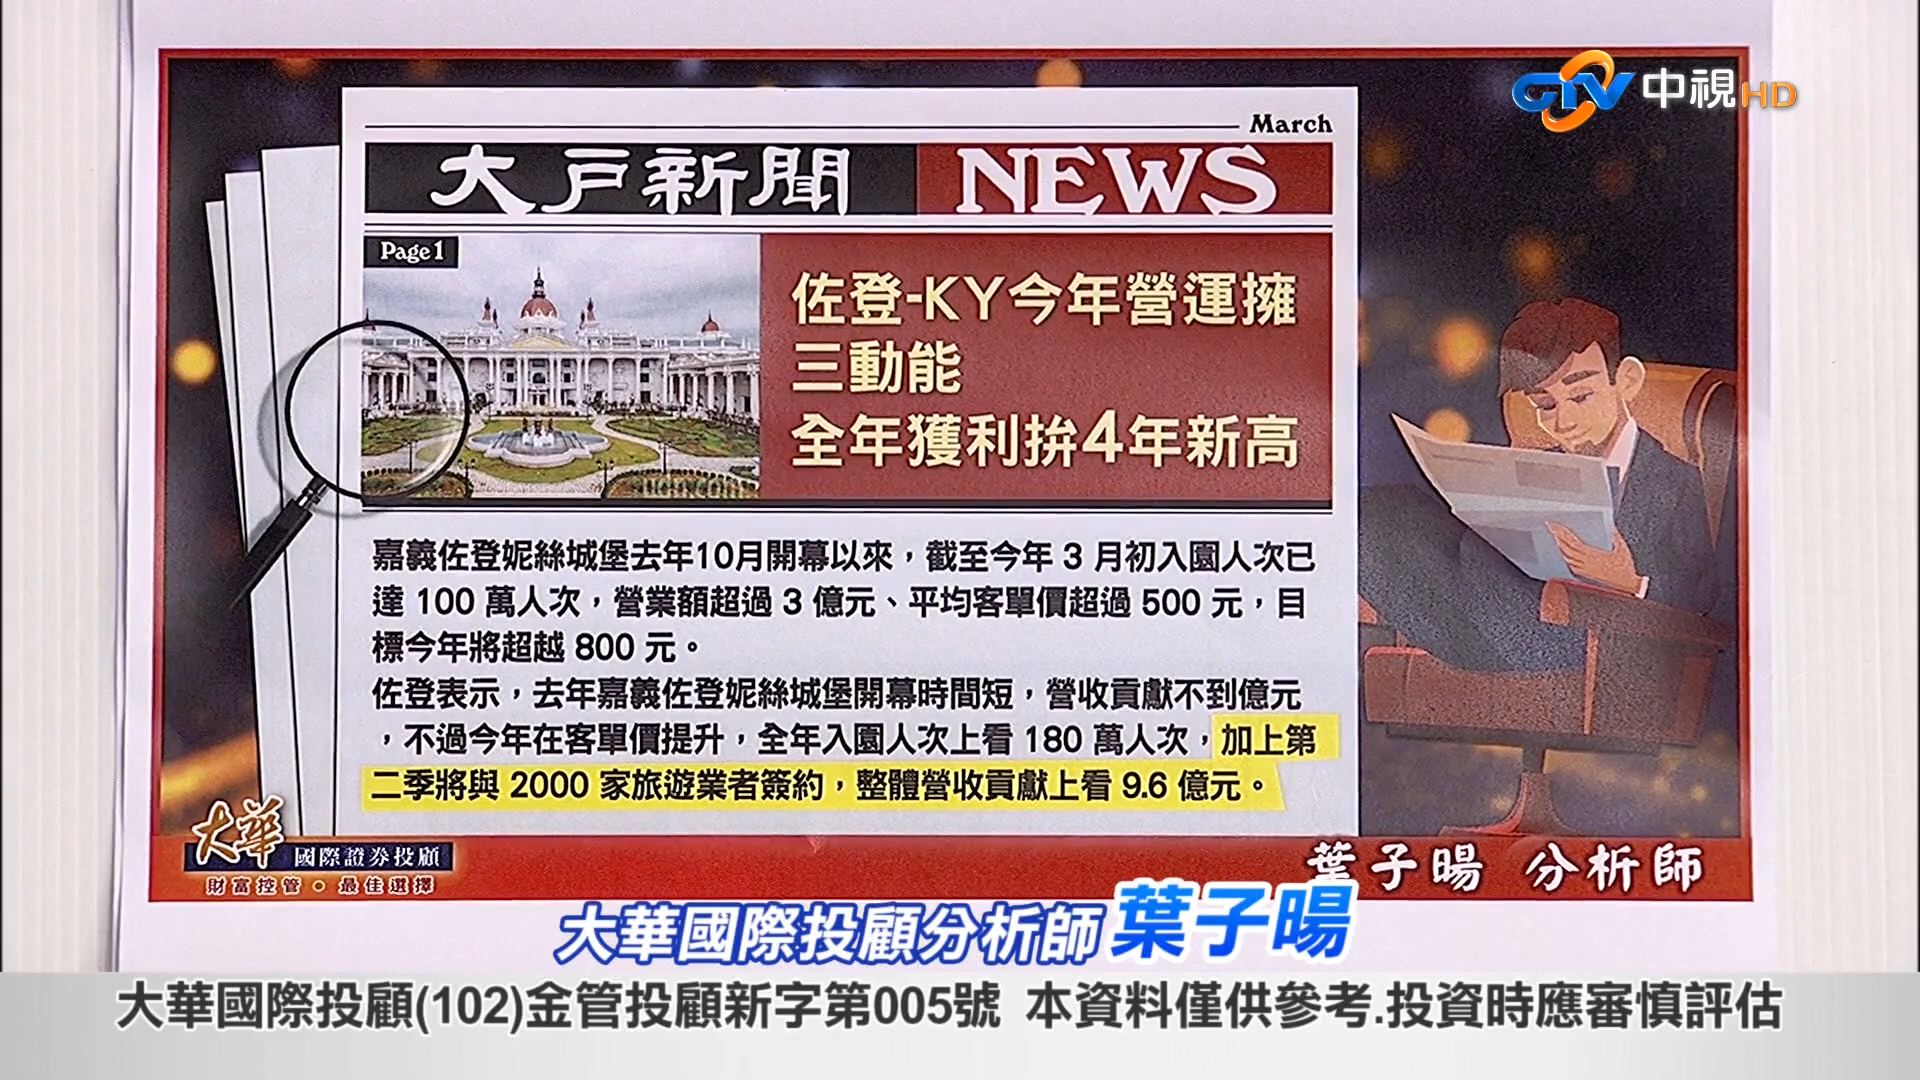 CTV中視HD
March
大戶新聞 NEWS
Page 1
佐登-KY今年營運擁
三動能
全年獲利拚4年新高
嘉義佐登妮絲城堡去年10月開幕以來，截至今年 3 月初入園人次已
達 100 萬人次，營業額超過 3 億元、平均客單價超過 500 元，目
標今年將超越 800 元。
佐登表示，去年嘉義佐登妮絲城堡開幕時間短，營收貢獻不到億元
，不過今年在客單價提升，全年入園人次上看 180 萬人次，加上第
二季將與 2000 家旅遊業者簽約，整體營收貢獻上看 9.6 億元。
大華 國際證券投顧
財富控管。最佳選擇
葉子暘 分析師
大華國際投顧分析師 葉子暘
大華國際投顧(102)金管投顧新字第005號 本資料僅供參考.投資時應審慎評估